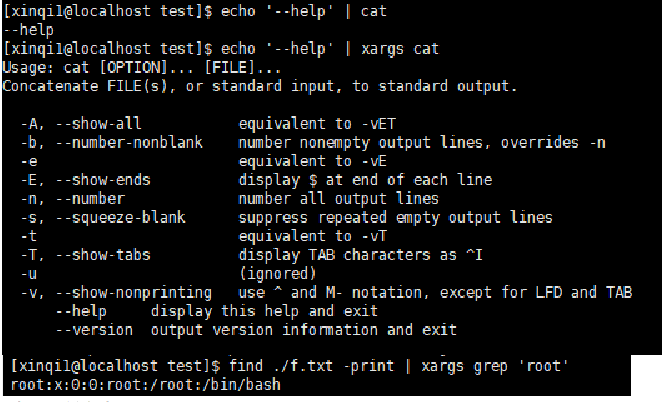 [xinqi1@localhost test]$ echo '--help' | cat
--help
[xinqi1@localhost test]$ echo '--help' | xargs cat
Usage: cat [OPTION]... [FILE]...
Concatenate FILE(s), or standard input, to standard output.
-A, --show-all equivalent to -vET
-b, --number-nonblank number nonempty output lines, overrides -n
-e equivalent to -vE
-E, --show-ends display $ at end of each line
-n, --number number all output lines
-s, --squeeze-blank suppress repeated empty output lines
-t equivalent to -vT
-T, --show-tabs display TAB characters as ^I
-u (ignored)
-v, --show-nonprinting use ^ and M- notation, except for LFD and TAB
--help display this help and exit
--version output version information and exit
[xinqi1@localhost test]$ find ./f.txt -print | xargs grep 'root'
root:x:0:0:root:/root:/bin/bash